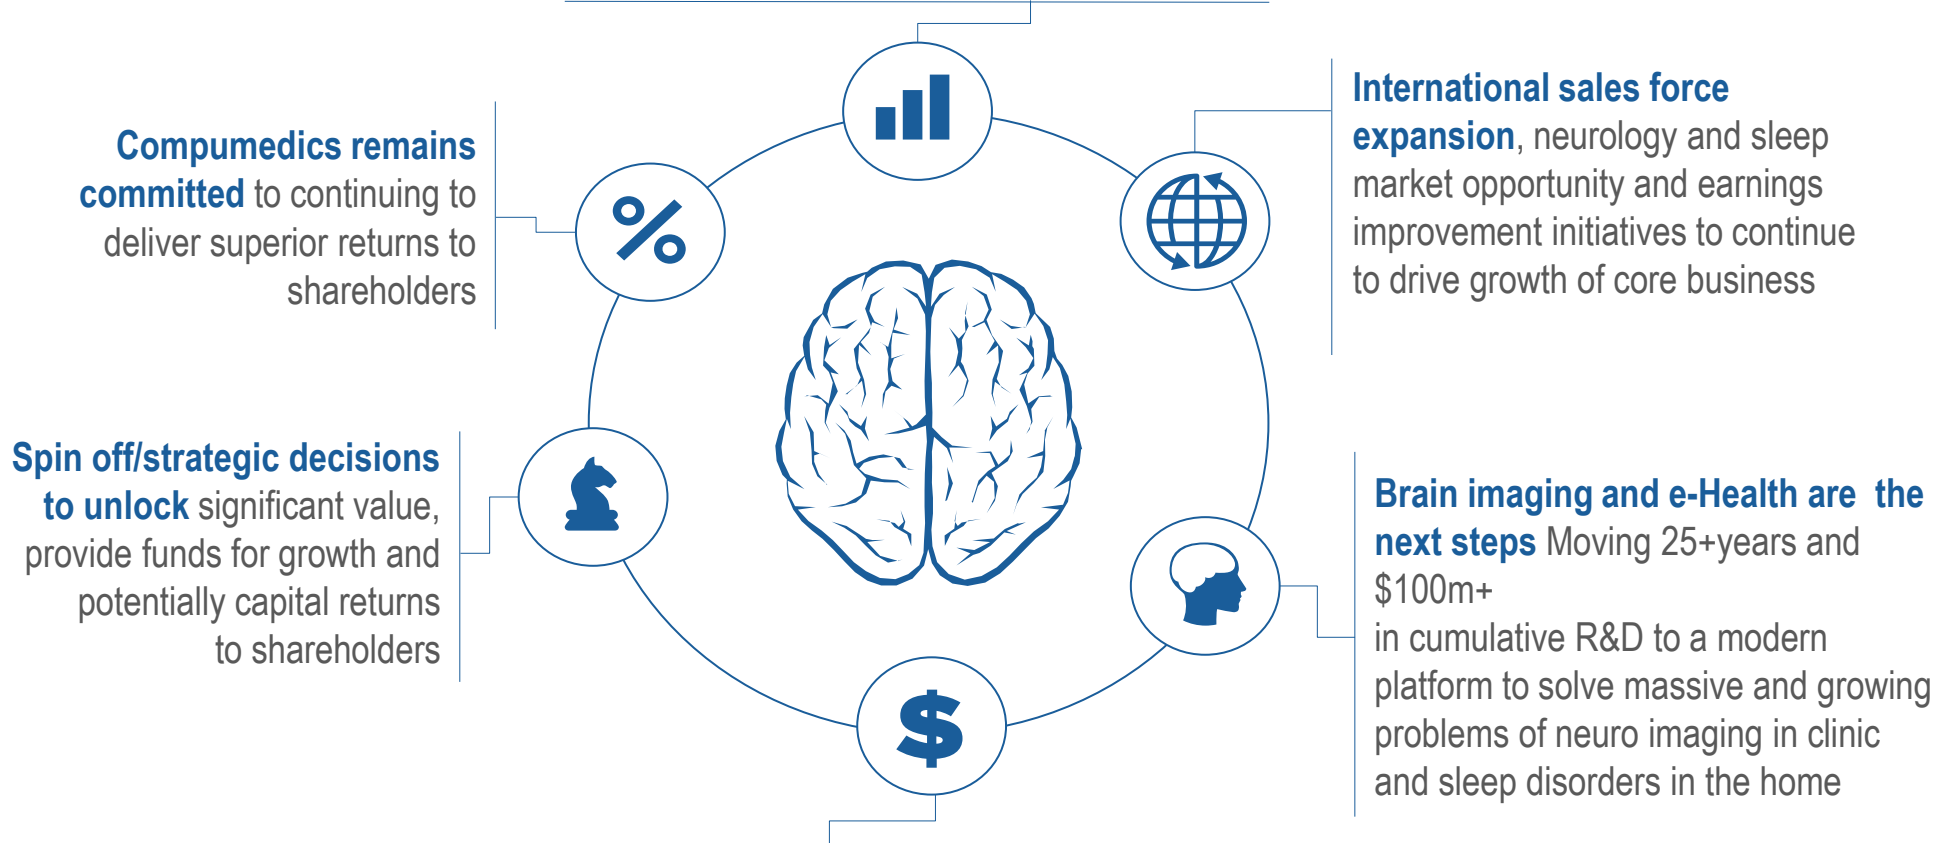 Compumedics remains
committed to continuing to
deliver superior returns to
shareholders
International sales force
expansion, neurology and sleep
market opportunity and earnings
improvement initiatives to continue
to drive growth of core business
Spin off/strategic decisions
to unlock significant value,
provide funds for growth and
potentially capital returns
to shareholders
Brain imaging and e-Health are  the
next steps Moving 25+years and
$100m+
in cumulative R&D to a modern
platform to solve massive and growing
problems of neuro imaging in clinic
and sleep disorders in the home
%
$